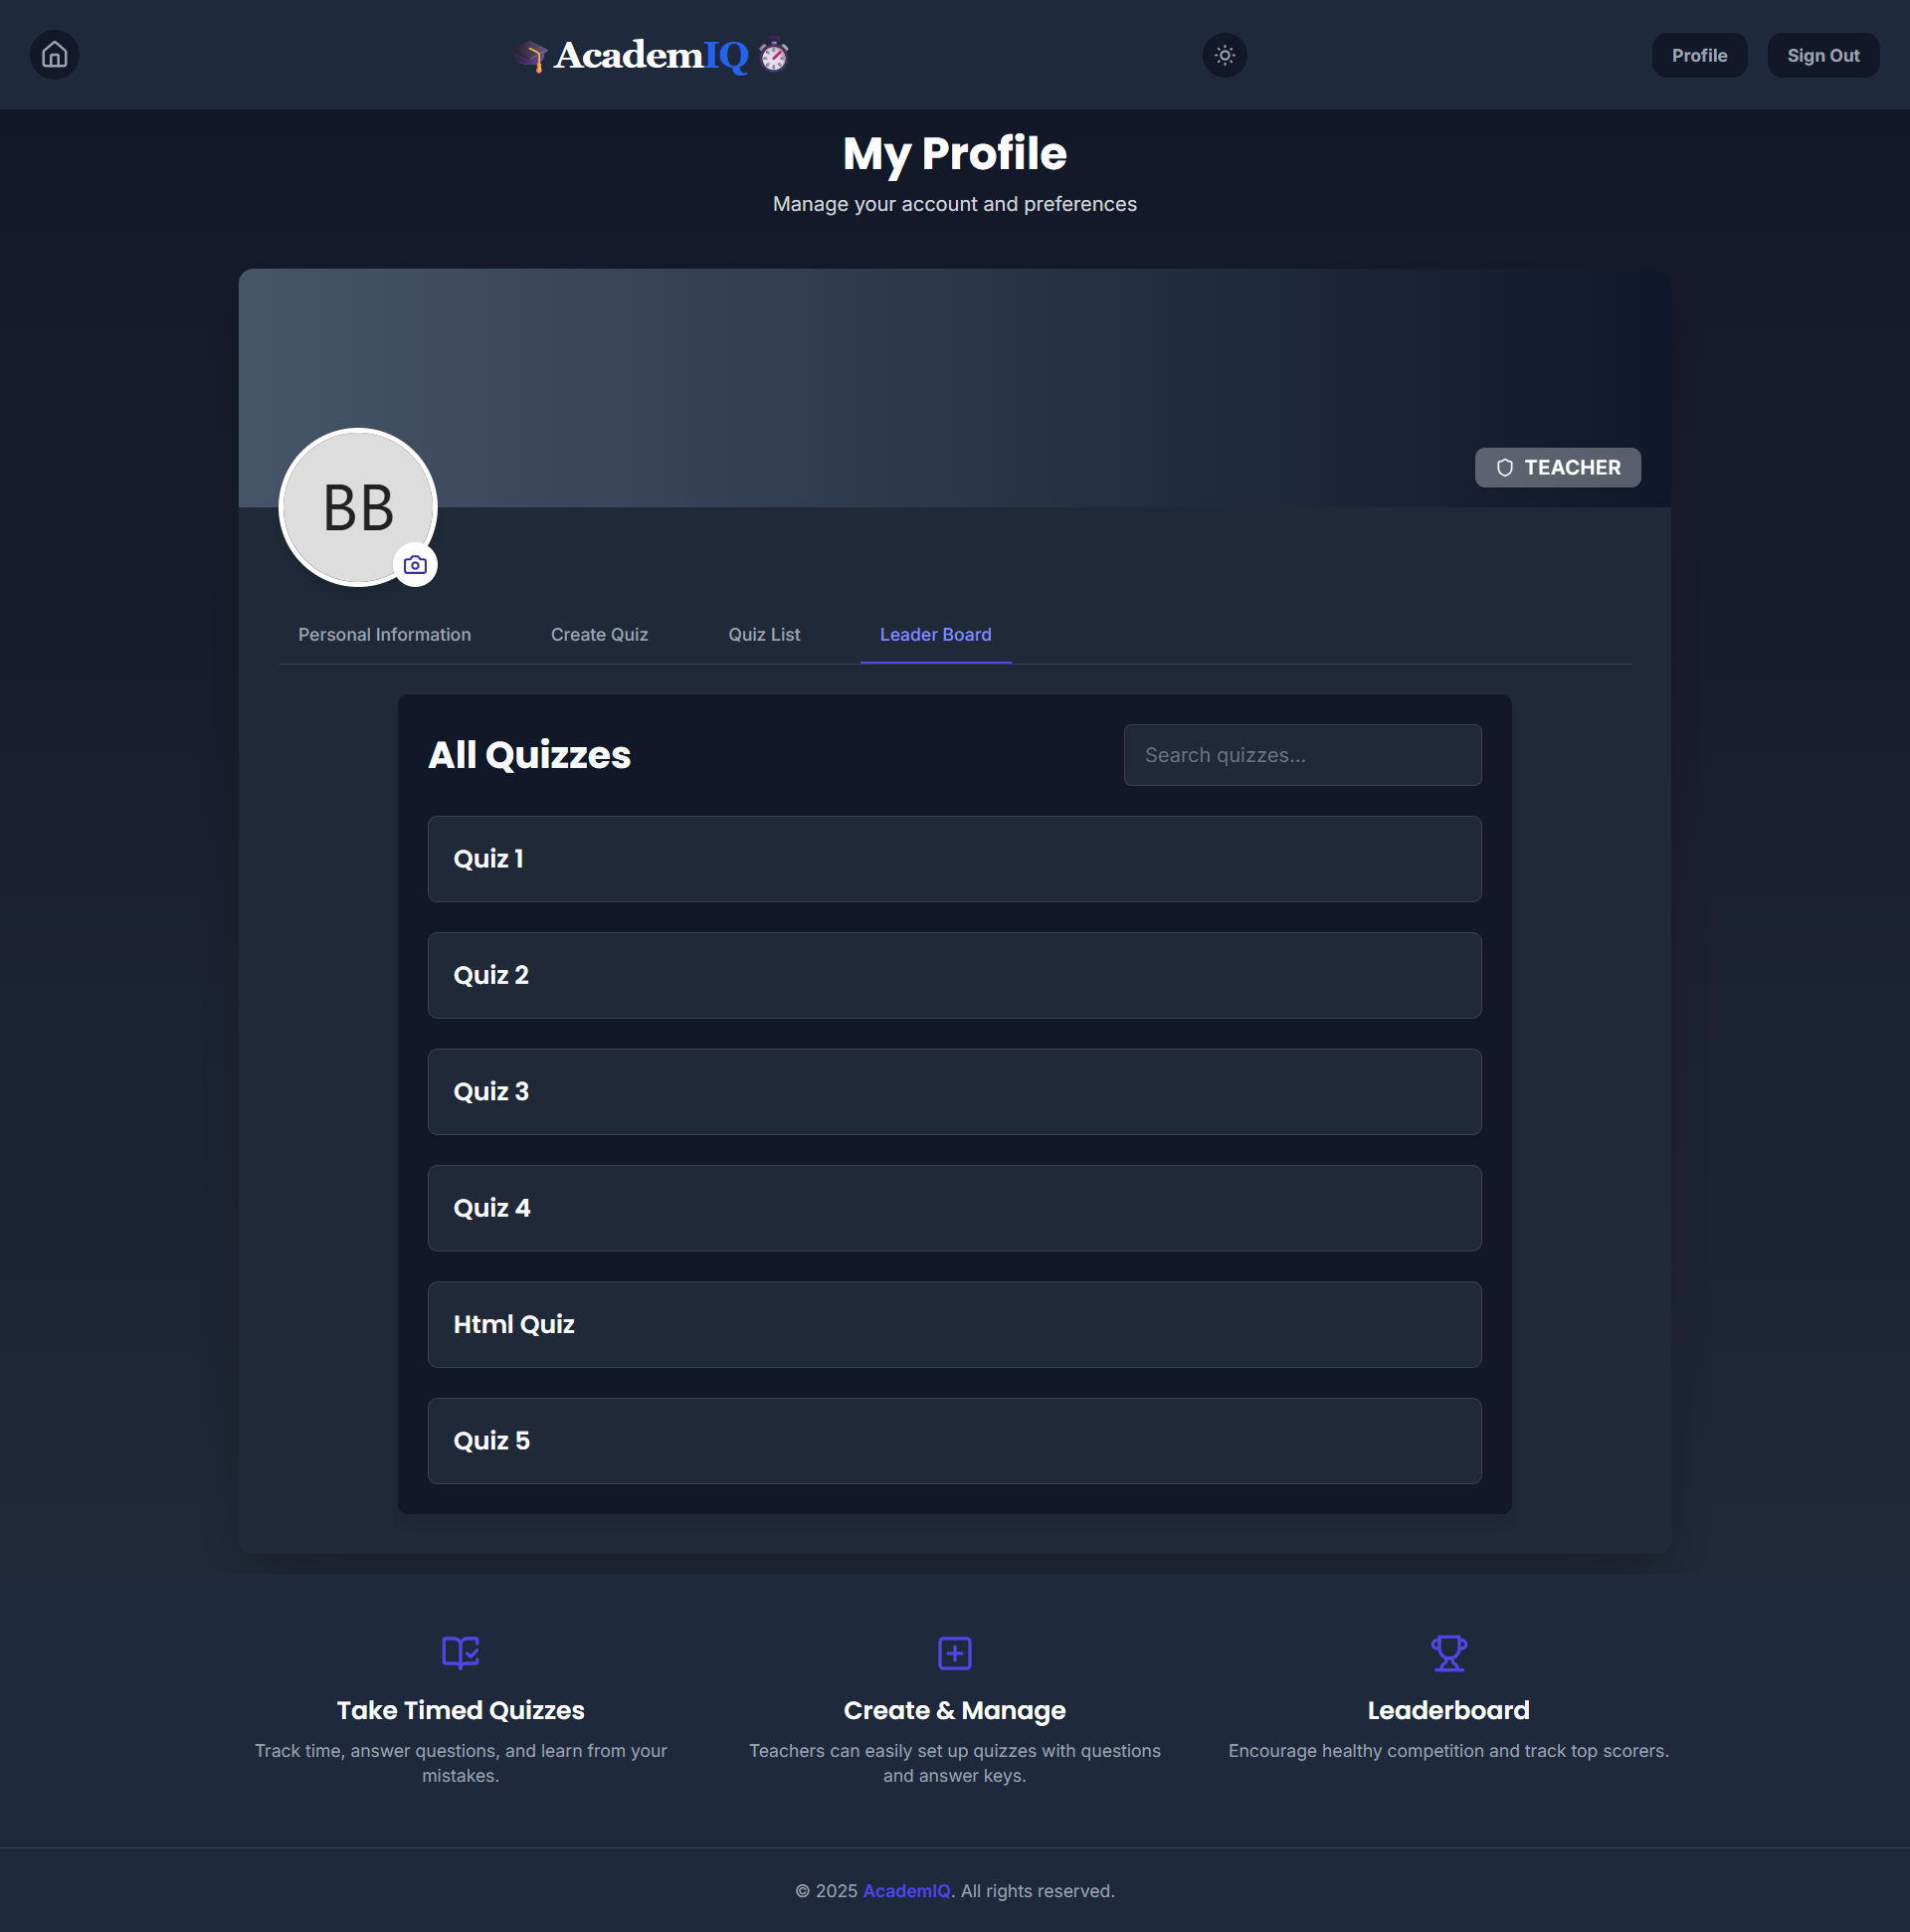 AcademIQ
Profile
Sign Out
My Profile
Manage your account and preferences
TEACHER
BB
Personal Information
Create Quiz
Quiz List
Leader Board
All Quizzes
Search quizzes...
Quiz 1
Quiz 2
Quiz 3
Quiz 4
Html Quiz
Quiz 5
Take Timed Quizzes
Track time, answer questions, and learn from your
mistakes.
Create & Manage
Teachers can easily set up quizzes with questions
and answer keys.
Leaderboard
Encourage healthy competition and track top scorers.
© 2025 AcademIQ. All rights reserved.